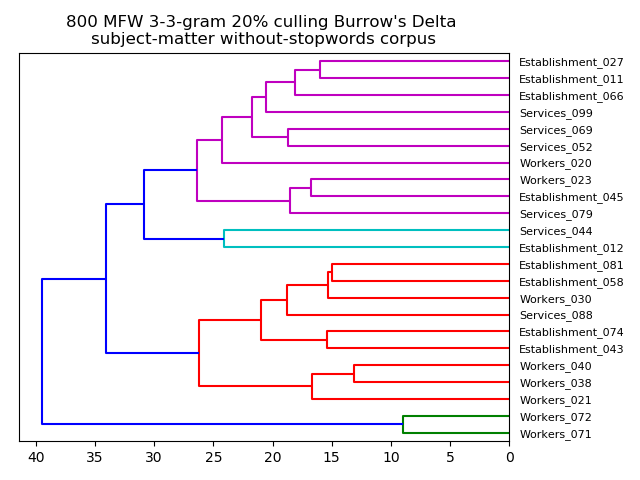 800 MFW 3-3-gram 20% culling Burrow's Delta
subject-matter without-stopwords corpus
Establishment_027
Establishment_011
Establishment_066
Services_099
Services_069
Services_052
Workers_020
Workers_023
Establishment_045
Services_079
Services_044
Establishment_012
Establishment_081
Establishment_058
Workers_030
Services_088
Establishment_074
Establishment_043
Workers_040
Workers_038
Workers_021
Workers_072
Workers_071
40 35 30 25 20 15 10 5 0